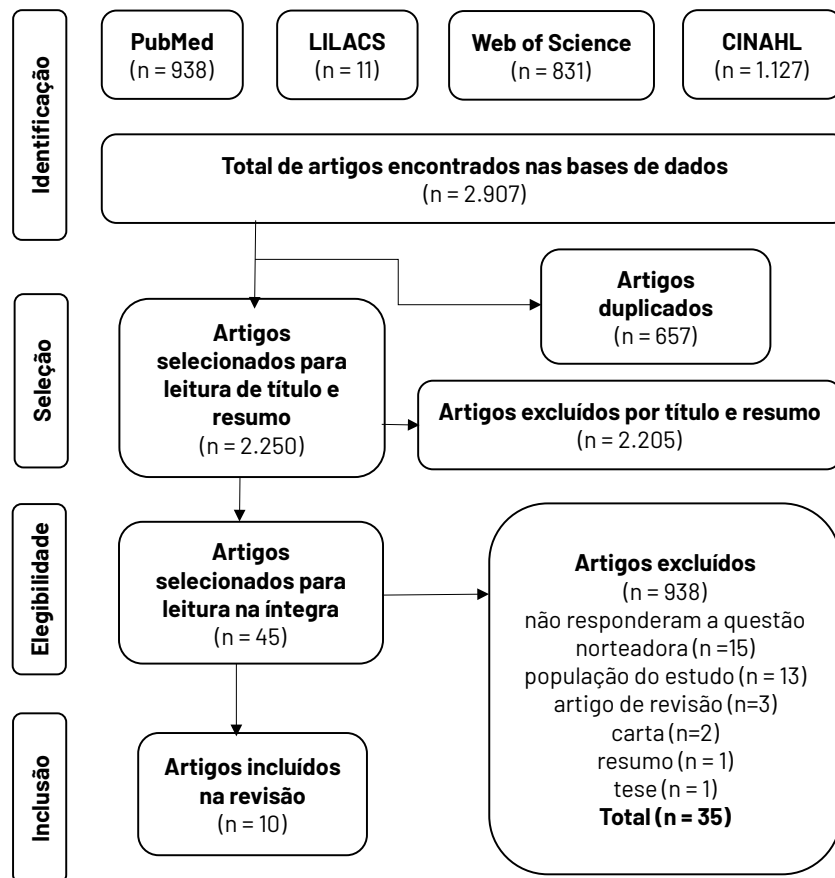 Identificação
PubMed
(n = 938)
LILACS
(n = 11)
Web of Science
(n = 831)
CINAHL
(n = 1.127)
Total de artigos encontrados nas bases de dados
(n = 2.907)
Artigos
duplicados
(n = 657)
Seleção
Artigos
selecionados para
leitura de título e
resumo
(n = 2.250)
Artigos excluídos por título e resumo
(n = 2.205)
Elegibilidade
Artigos
selecionados para
leitura na íntegra
(n = 45)
Artigos excluídos
(n = 938)
não responderam a questão
norteadora (n =15)
população do estudo (n = 13)
artigo de revisão (n=3)
carta (n=2)
resumo (n = 1)
tese (n = 1)
Total (n = 35)
Inclusão
Artigos incluídos
na revisão
(n = 10)